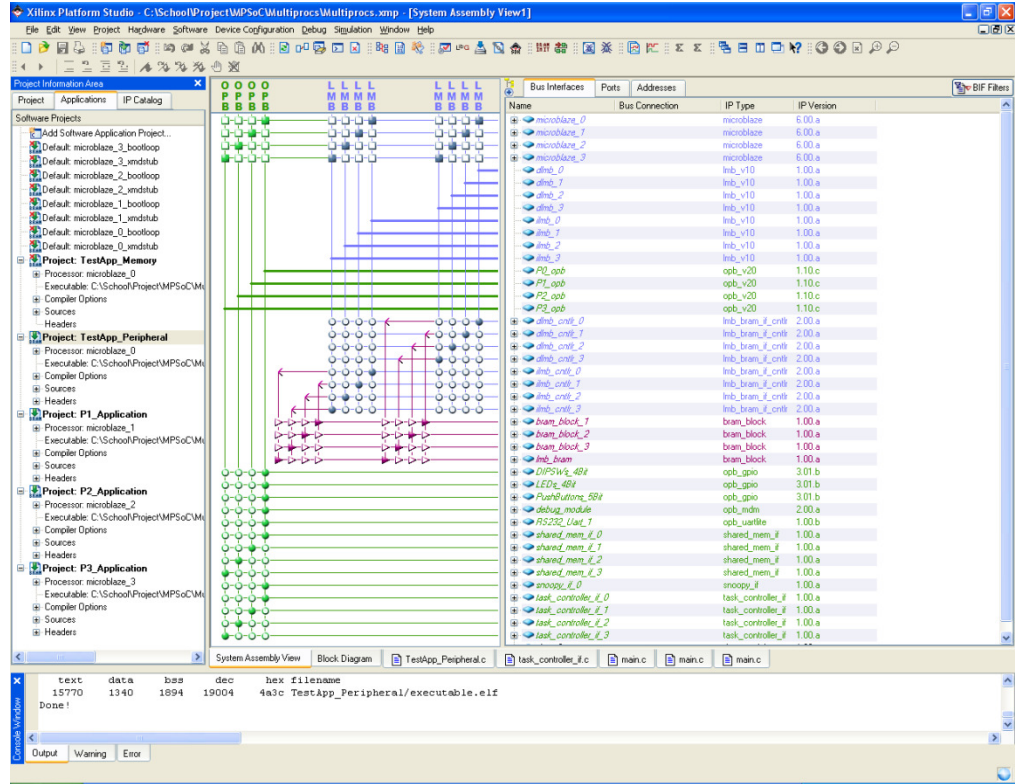 Xilinx Platform Studio - C:\School\Project\MPSoC\Multiprocs\Multiprocs.xmp - [System Assembly View1]
File Edit View Project Hardware Software Device Configuration Debug Simulation Window Help
Project Information Area
Project Applications IP Catalog
Software Projects
Add Software Application Project...
Default: microblaze_3_bootloop
Default: microblaze_3_xmdstub
Default: microblaze_2_bootloop
Default: microblaze_2_xmdstub
Default: microblaze_1_bootloop
Default: microblaze_1_xmdstub
Default: microblaze_0_bootloop
Default: microblaze_0_xmdstub
Project: TestApp_Memory
Processor: microblaze_0
Executable: C:\School\Project\MPSoC\Mu
Compiler Options
Sources
Headers
Project: TestApp_Peripheral
Processor: microblaze_0
Executable: C:\School\Project\MPSoC\Mu
Compiler Options
Sources
Headers
Project: P1_Application
Processor: microblaze_1
Executable: C:\School\Project\MPSoC\Mu
Compiler Options
Sources
Headers
Project: P2_Application
Processor: microblaze_2
Executable: C:\School\Project\MPSoC\Mu
Compiler Options
Sources
Headers
Project: P3_Application
Processor: microblaze_3
Executable: C:\School\Project\MPSoC\Mu
Compiler Options
Sources
Headers
O O O O L L L L L L L L
P P P P M M M M M M M M
B B B B B B B B B B B B
Bus Interfaces Ports Addresses BIF Filters
Name Bus Connection IP Type IP Version
microblaze_0 microblaze 6.00.a
microblaze_1 microblaze 6.00.a
microblaze_2 microblaze 6.00.a
microblaze_3 microblaze 6.00.a
dlmb_0 lmb_v10 1.00.a
dlmb_1 lmb_v10 1.00.a
dlmb_2 lmb_v10 1.00.a
dlmb_3 lmb_v10 1.00.a
ilmb_0 lmb_v10 1.00.a
ilmb_1 lmb_v10 1.00.a
ilmb_2 lmb_v10 1.00.a
ilmb_3 lmb_v10 1.00.a
P0_opb opb_v20 1.10.c
P1_opb opb_v20 1.10.c
P2_opb opb_v20 1.10.c
P3_opb opb_v20 1.10.c
dlmb_cntlr_0 lmb_bram_if_cntlr 2.00.a
dlmb_cntlr_1 lmb_bram_if_cntlr 2.00.a
dlmb_cntlr_2 lmb_bram_if_cntlr 2.00.a
dlmb_cntlr_3 lmb_bram_if_cntlr 2.00.a
ilmb_cntlr_0 lmb_bram_if_cntlr 2.00.a
ilmb_cntlr_1 lmb_bram_if_cntlr 2.00.a
ilmb_cntlr_2 lmb_bram_if_cntlr 2.00.a
ilmb_cntlr_3 lmb_bram_if_cntlr 2.00.a
bram_block_1 bram_block 1.00.a
bram_block_2 bram_block 1.00.a
bram_block_3 bram_block 1.00.a
lmb_bram bram_block 1.00.a
DIPSWs_4Bit opb_gpio 3.01.b
LEDs_4Bit opb_gpio 3.01.b
PushButtons_5Bit opb_gpio 3.01.b
debug_module opb_mdm 2.00.a
RS232_Uart_1 opb_uartlite 1.00.b
shared_mem_if_0 shared_mem_if 1.00.a
shared_mem_if_1 shared_mem_if 1.00.a
shared_mem_if_2 shared_mem_if 1.00.a
shared_mem_if_3 shared_mem_if 1.00.a
snoopy_if_0 snoopy_if 1.00.a
task_controller_if_0 task_controller_if 1.00.a
task_controller_if_1 task_controller_if 1.00.a
task_controller_if_2 task_controller_if 1.00.a
task_controller_if_3 task_controller_if 1.00.a
System Assembly View Block Diagram TestApp_Peripheral.c task_controller_if.c main.c main.c main.c
text data bss dec hex filename
15770 1340 1894 19004 4a3c TestApp_Peripheral/executable.elf
Done!
Console Window
Output Warning Error